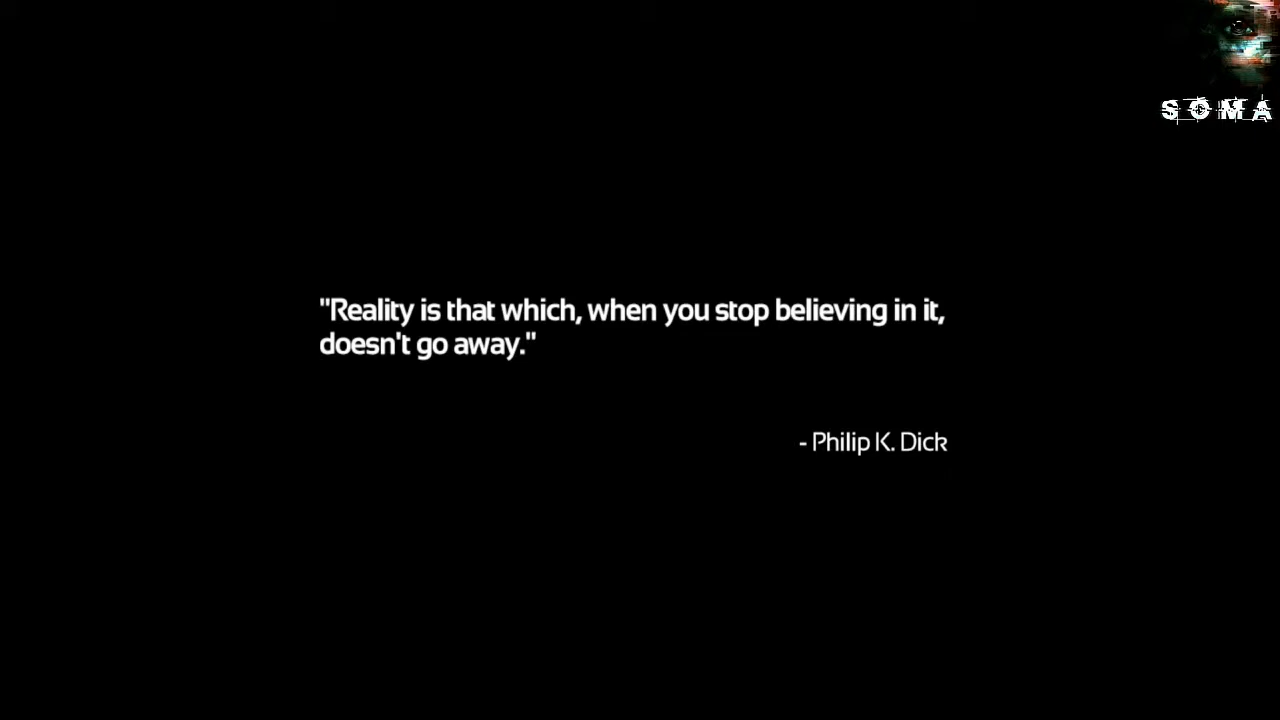 SOMA
"Reality is that which, when you stop believing in it,
doesn't go away."
- Philip K. Dick